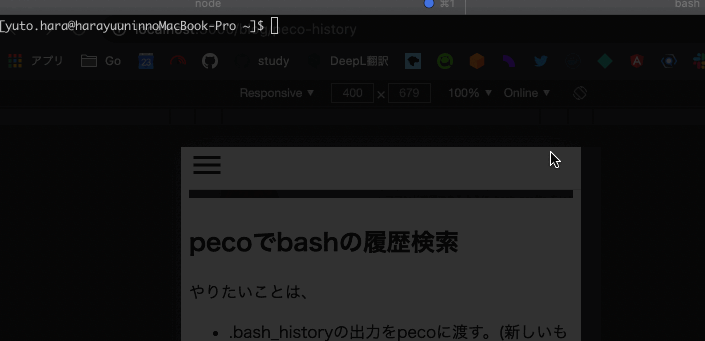 node ⌘1 bash
[yuto.hara@harayuuninnoMacBook-Pro ~]$
localhost peco-history
アプリ Go 23 study DeepL翻訳
Responsive ▼ 400 × 679 100% ▼ Online ▼
pecoでbashの履歴検索
やりたいことは、
• .bash_historyの出力をpecoに渡す。(新しいも